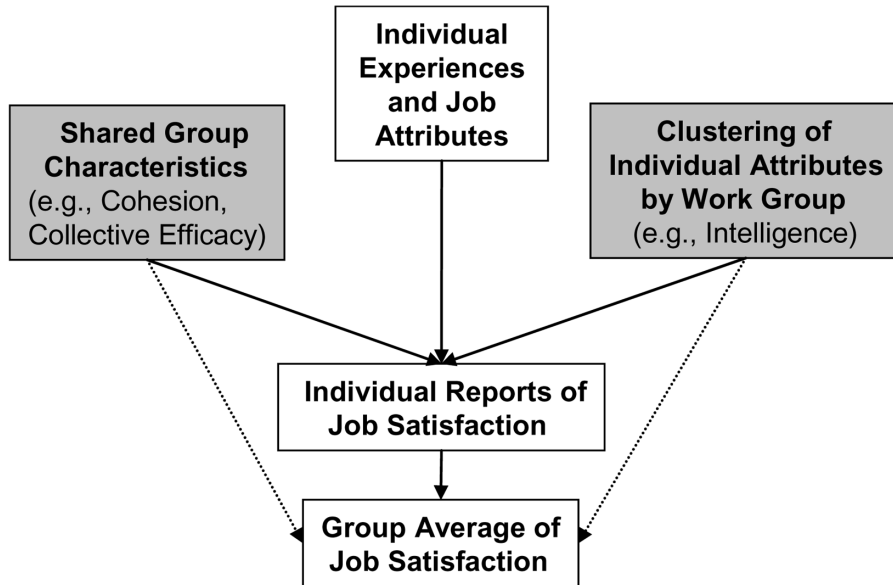 Individual
Experiences
and Job
Attributes
Shared Group
Characteristics
(e.g., Cohesion,
Collective Efficacy)
Clustering of
Individual Attributes
by Work Group
(e.g., Intelligence)
Individual Reports of
Job Satisfaction
Group Average of
Job Satisfaction